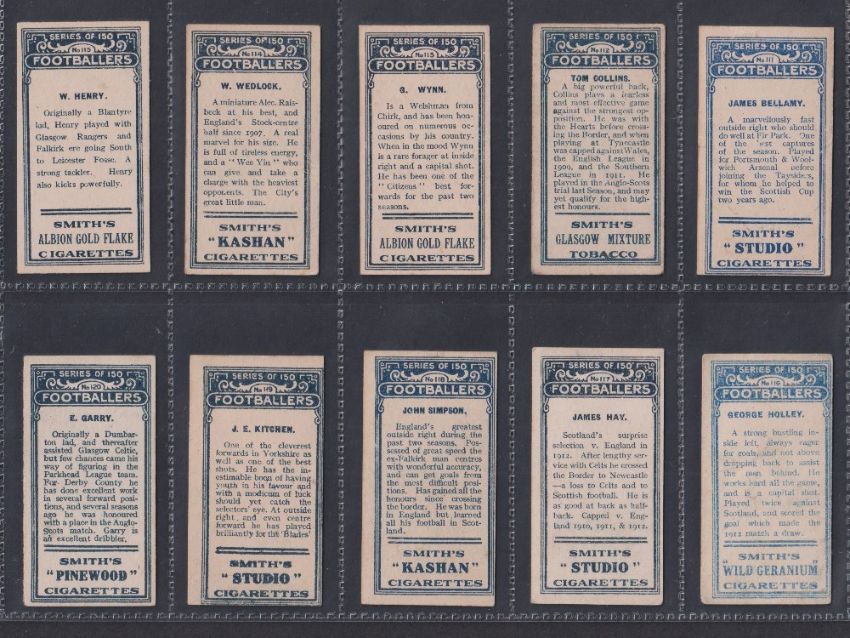 SERIES OF 150
No 115
FOOTBALLERS
W. HENRY.
Originally a Blantyre
lad, Henry played with
Glasgow Rangers and
Falkirk ere going South
to Leicester Fosse. A
strong tackler. Henry
also kicks powerfully.
SMITH'S
ALBION GOLD FLAKE
CIGARETTES
SERIES OF 150
No 114
FOOTBALLERS
W. WEDLOCK.
A miniature Alec. Rais-
beck at his best, and
England's Stock-centre
half since 1907. A real
marvel for his size. He
is full of tireless energy,
and a "Wee Yin" who
can give and take a
charge with the heaviest
opponents. The City's
great little man.
SMITH'S
"KASHAN"
CIGARETTES
SERIES OF 150
No 113
FOOTBALLERS
G. WYNN.
Is a Welshman from
Chirk, and has been hon-
oured on numerous oc-
casions by his country.
When in the mood Wynn
is a rare forager at inside
right and a capital shot.
He has been one of the
"Citizens" best for-
wards for the past two
seasons.
SMITH'S
ALBION GOLD FLAKE
CIGARETTES
SERIES OF 150
No 112
FOOTBALLERS
TOM COLLINS.
A big powerful back,
Collins plays a fearless
and most effective game
against the strongest op-
position. He was with
the Hearts before cross-
ing the Border, and when
playing at Tynecastle
was capped against Wales,
the English League in
1909, and the Southern
League in 1911. He
played in the Anglo-Scots
trial last Season, and may
yet qualify for the high-
est honours.
SMITH'S
GLASGOW MIXTURE
TOBACCO
SERIES OF 150
No 111
FOOTBALLERS
JAMES BELLAMY.
A marvellously fast
outside right who should
do well at Fir Park. One
of the best captures
of the season. Played
for Portsmouth & Wool-
wich Arsenal before
joining the Taysiders,
for whom he helped to
win the Scottish Cup
two years ago.
SMITH'S
"STUDIO"
CIGARETTES
SERIES OF 150
No 120
FOOTBALLERS
E. GARRY.
Originally a Dumbar-
ton lad, and thereafter
assisted Glasgow Celtic,
but few chances came his
way of figuring in the
Parkhead League team.
For Derby County he
has done excellent work
in several forward posi-
tions, and several seasons
ago he was honoured
with a place in the Anglo-
Scots match. Garry is
an excellent dribbler.
SMITH'S
"PINEWOOD"
CIGARETTES
SERIES OF 150
No 119
FOOTBALLERS
J. E. KITCHEN.
One of the cleverest
forwards in Yorkshire as
well as one of the best
shots. He has the in-
estimable boon of having
youth in his favour and
with a modicum of luck
should yet catch the
selectors' eye. At outside
right, and even centre
forward he has played
brilliantly for the 'Blades'
SMITH'S
"STUDIO"
CIGARETTES
SERIES OF 150
No 118
FOOTBALLERS
JOHN SIMPSON,
England's greatest
outside right during the
past two seasons. Pos-
sessed of great speed the
ex-Falkirk man centres
with wonderful accuracy,
and can get goals from
the most difficult posi-
tions. Has gained all the
honours since crossing
the border. He was born
in England but learned
all his football in Scot-
land.
SMITH'S
"KASHAN"
CIGARETTES
SERIES OF 150
No 117
FOOTBALLERS
JAMES HAY.
Scotland's surprise
selection v. England in
1912. After lengthy ser-
vice with Celts he crossed
the Border to Newcastle
—a loss to Celts and
to Scottish football. He is
as good at back as half-
back. Capped v. Eng-
land 1910, 1911, & 1912.
SMITH'S
"STUDIO"
CIGARETTES
SERIES OF 150
No 116
FOOTBALLERS
GEORGE HOLLEY.
A strong bustling in-
side left, always eager
for goals, and not above
dropping back to assist
the men behind. He
works hard all the game,
and is a capital shot.
Played twice against
Scotland, and scored the
goal which made the
1912 match a draw.
SMITH'S
"WILD GERANIUM"
CIGARETTES